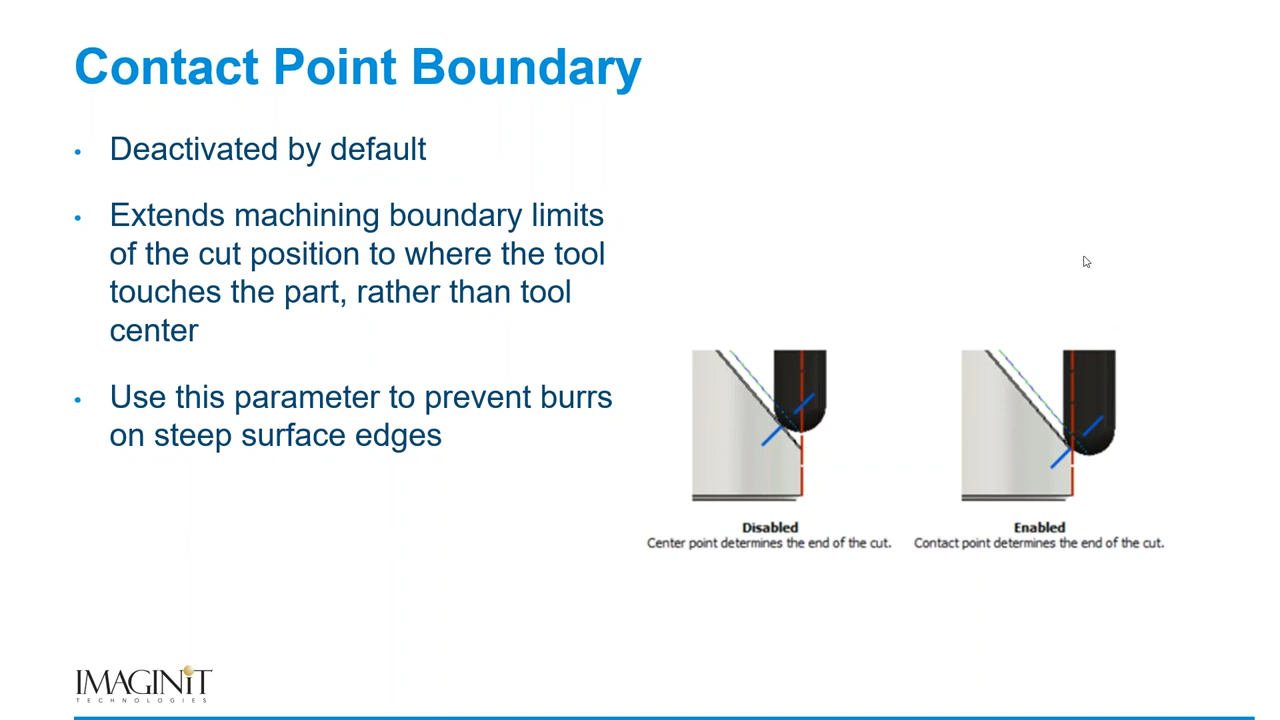 Contact Point Boundary
• Deactivated by default
• Extends machining boundary limits
of the cut position to where the tool
touches the part, rather than tool
center
• Use this parameter to prevent burrs
on steep surface edges
Disabled
Center point determines the end of the cut.
Enabled
Contact point determines the end of the cut.
IMAGINiT
TECHNOLOGIES